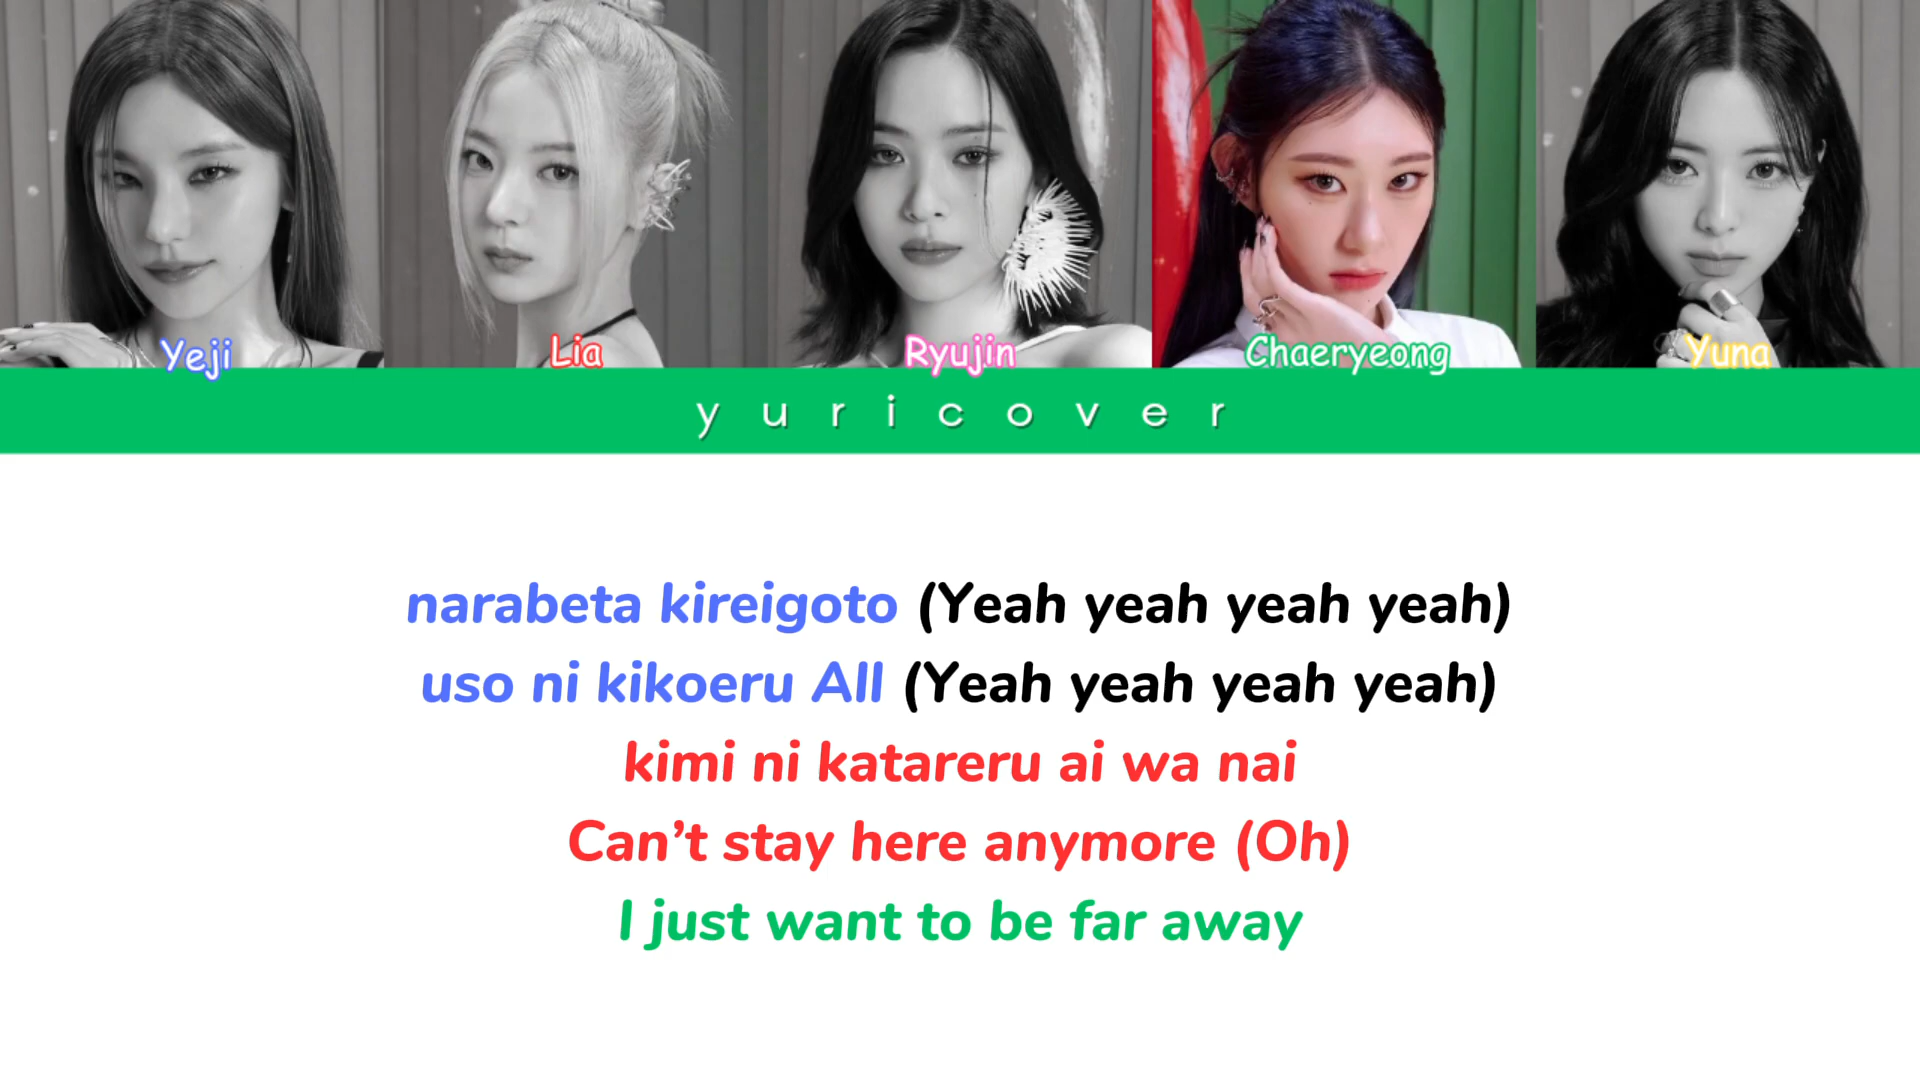 Yeji Lia Ryujin Chaeryeong Yuna
yuricover
narabeta kireigoto (Yeah yeah yeah yeah)
uso ni kikoeru All (Yeah yeah yeah yeah)
kimi ni katareru ai wa nai
Can’t stay here anymore (Oh)
I just want to be far away